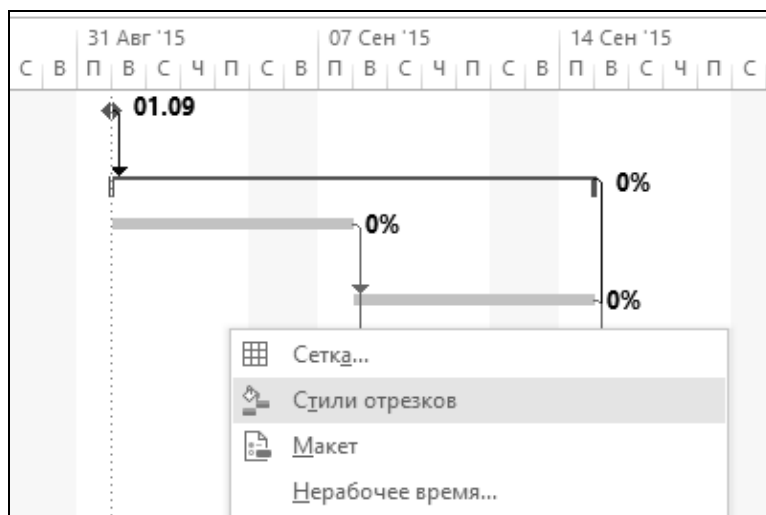 31 Авг '15 07 Сен '15 14 Сен '15
С В П В С Ч П С В П В С Ч П С В П В С Ч П С
01.09
0%
0%
0%
Сетка...
Стили отрезков
Макет
Нерабочее время...